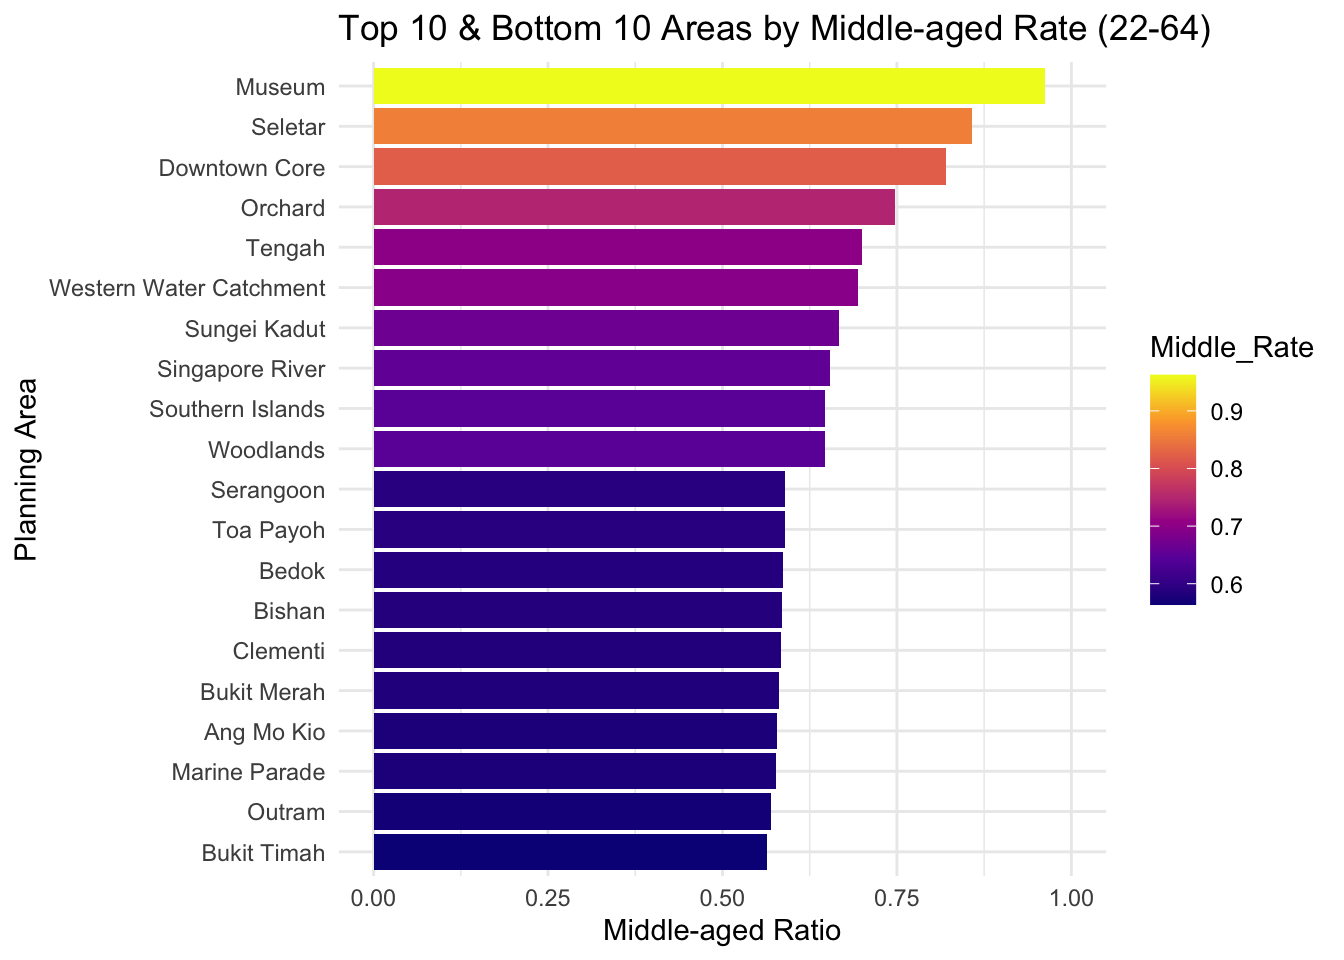 Top 10 & Bottom 10 Areas by Middle-aged Rate (22-64)
Planning Area
Museum
Seletar
Downtown Core
Orchard
Tengah
Western Water Catchment
Sungei Kadut
Singapore River
Southern Islands
Woodlands
Serangoon
Toa Payoh
Bedok
Bishan
Clementi
Bukit Merah
Ang Mo Kio
Marine Parade
Outram
Bukit Timah
0.00 0.25 0.50 0.75 1.00
Middle-aged Ratio
Middle_Rate
0.9
0.8
0.7
0.6